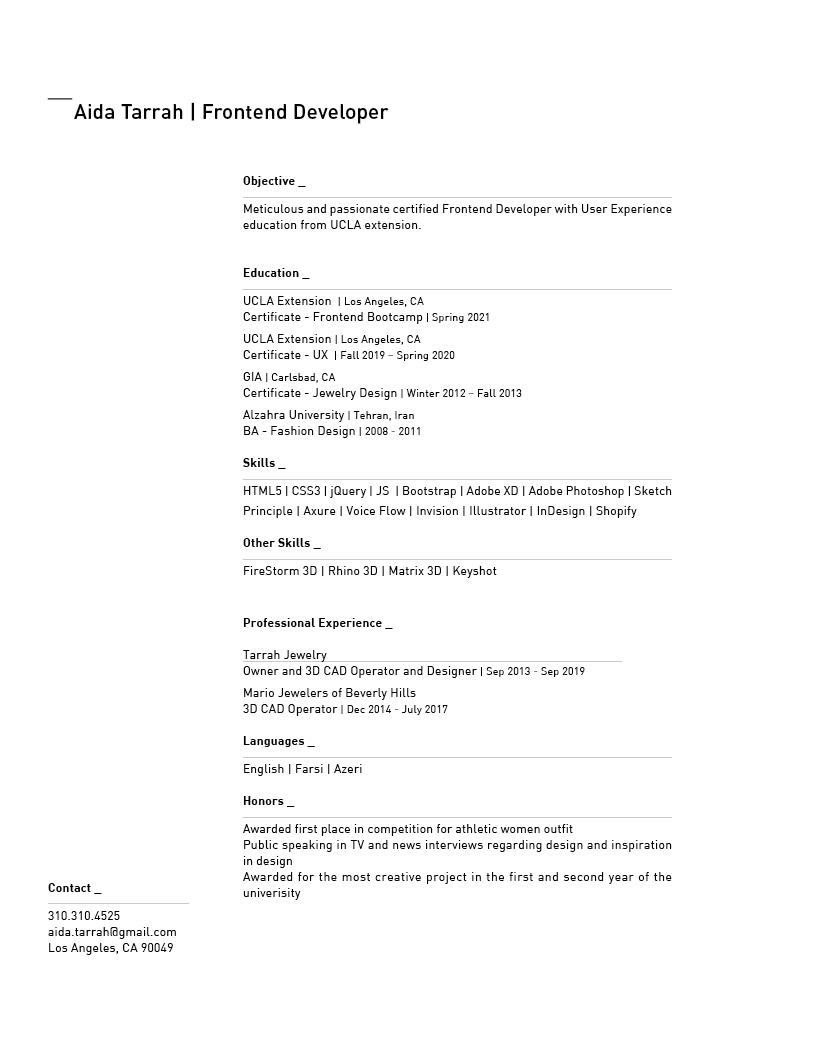 Aida Tarrah | Frontend Developer
Objective _
Meticulous and passionate certified Frontend Developer with User Experience
education from UCLA extension.
Education _
UCLA Extension | Los Angeles, CA
Certificate - Frontend Bootcamp | Spring 2021
UCLA Extension | Los Angeles, CA
Certificate - UX | Fall 2019 – Spring 2020
GIA | Carlsbad, CA
Certificate - Jewelry Design | Winter 2012 – Fall 2013
Alzahra University | Tehran, Iran
BA - Fashion Design | 2008 - 2011
Skills _
HTML5 | CSS3 | jQuery | JS | Bootstrap | Adobe XD | Adobe Photoshop | Sketch
Principle | Axure | Voice Flow | Invision | Illustrator | InDesign | Shopify
Other Skills _
FireStorm 3D | Rhino 3D | Matrix 3D | Keyshot
Professional Experience _
Tarrah Jewelry
Owner and 3D CAD Operator and Designer | Sep 2013 - Sep 2019
Mario Jewelers of Beverly Hills
3D CAD Operator | Dec 2014 - July 2017
Languages _
English | Farsi | Azeri
Honors _
Awarded first place in competition for athletic women outfit
Public speaking in TV and news interviews regarding design and inspiration
in design
Awarded for the most creative project in the first and second year of the
univerisity
Contact _
310.310.4525
aida.tarrah@gmail.com
Los Angeles, CA 90049